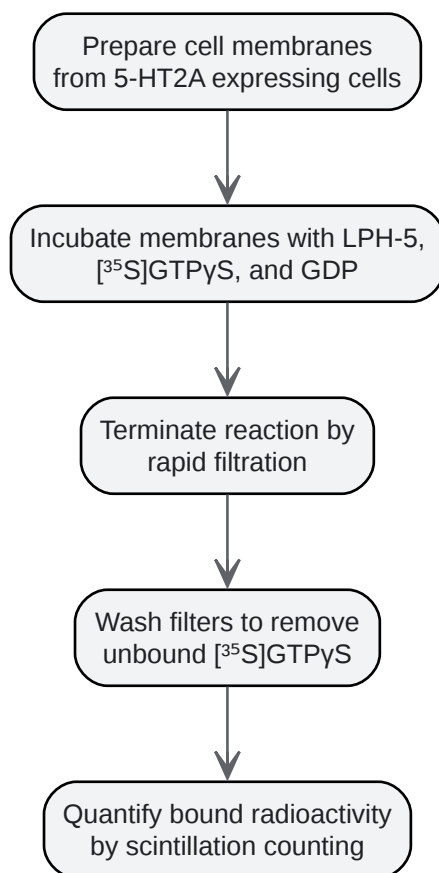 Prepare cell membranes
from 5-HT2A expressing cells
Incubate membranes with LPH-5,
[³⁵S]GTPγS, and GDP
Terminate reaction by
rapid filtration
Wash filters to remove
unbound [³⁵S]GTPγS
Quantify bound radioactivity
by scintillation counting